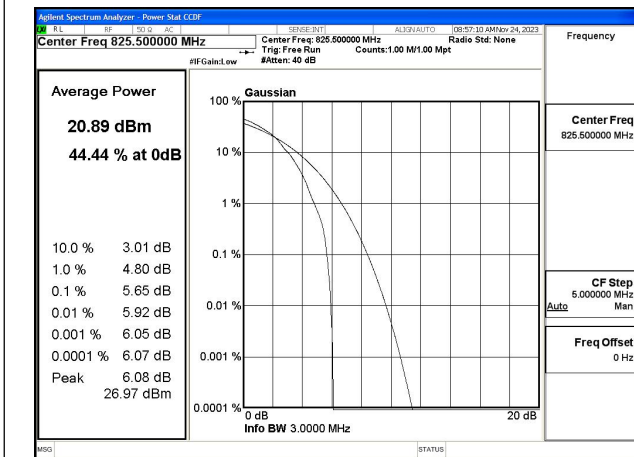 Agilent Spectrum Analyzer - Power Stat CCDF
RL RF 50 Ω AC SENSE:INT ALIGN AUTO 08:57:10 AM Nov 24, 2023
Center Freq 825.500000 MHz
Center Freq: 825.500000 MHz Radio Std: None
Trig: Free Run Counts:1.00 M/1.00 Mpt
#IFGain:Low #Atten: 40 dB
Frequency
Average Power
20.89 dBm
44.44 % at 0dB
10.0 % 3.01 dB
1.0 % 4.80 dB
0.1 % 5.65 dB
0.01 % 5.92 dB
0.001 % 6.05 dB
0.0001 % 6.07 dB
Peak 6.08 dB
26.97 dBm
Gaussian
100 %
10 %
1 %
0.1 %
0.01 %
0.001 %
0.0001 %
0 dB 20 dB
Info BW 3.0000 MHz
Center Freq
825.500000 MHz
CF Step
5.000000 MHz
Auto Man
Freq Offset
0 Hz
MSG STATUS